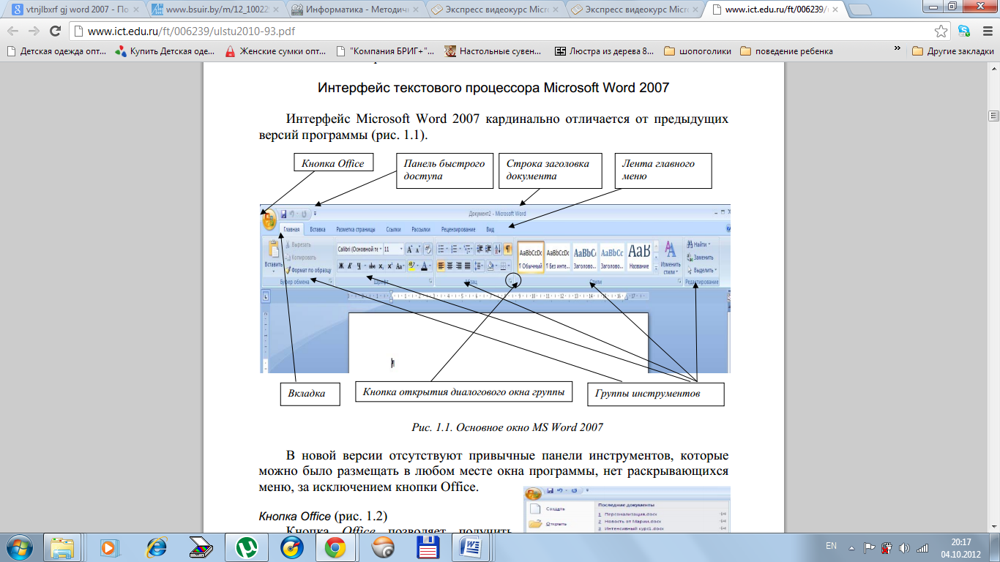 vtnjlbxrf gj word 2007 - По
www.bsuir.by/m/12_10022
Информатика - Методич
Экспресс видеокурс Micro
Экспресс видеокурс Micro
www.ict.edu.ru/ft/006239/
www.ict.edu.ru/ft/006239/ulstu2010-93.pdf
Детская одежда опт...
Купить Детская оде...
Женские сумки опт...
"Компания БРИГ+"...
Настольные сувен...
Люстра из дерева 8...
шопоголики
поведение ребенка
Другие закладки
Интерфейс текстового процессора Microsoft Word 2007
Интерфейс Microsoft Word 2007 кардинально отличается от предыдущих
версий программы (рис. 1.1).
Кнопка Office
Панель быстрого
доступа
Строка заголовка
документа
Лента главного
меню
Документ2 - Microsoft Word
Главная Вставка Разметка страницы Ссылки Рассылки Рецензирование Вид
Вставить
Вырезать
Копировать
Формат по образцу
Calibri (Основной те 11
Ж К Ч abc x₂ x² Aa
AaBbCcDc AaBbCcDc AaBbC AaBbCc AaB
¶ Обычный ¶ Без инте... Заголово... Заголово... Название
Изменить
стили
Найти
Заменить
Выделить
Буфер обмена Шрифт Абзац Стили Редактирование
Вкладка
Кнопка открытия диалогового окна группы
Группы инструментов
Рис. 1.1. Основное окно MS Word 2007
В новой версии отсутствуют привычные панели инструментов, которые
можно было размещать в любом месте окна программы, нет раскрывающихся
меню, за исключением кнопки Office.
Кнопка Office (рис. 1.2)
Кнопка Office позволяет получить
Создать
Открыть
Последние документы
1 Персонализация.docx
2 Новость от Марии.docx
3 Интенсивный курс1.docx
EN
20:17
04.10.2012